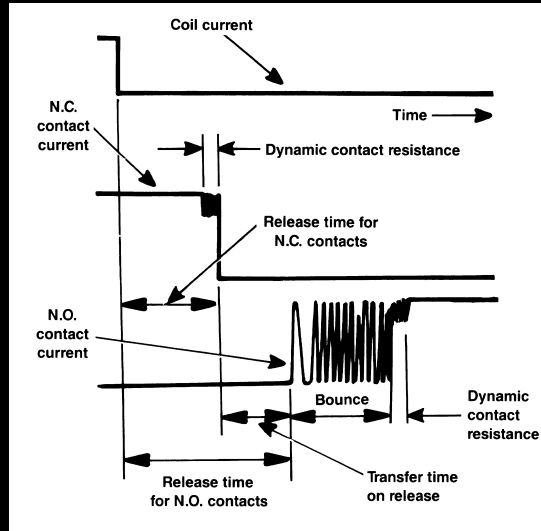 Coil current
N.C.
contact
current
Time
Dynamic contact resistance
Release time for
N.C. contacts
N.O.
contact
current
Bounce
Dynamic
contact
resistance
Transfer time
on release
Release time
for N.O. contacts